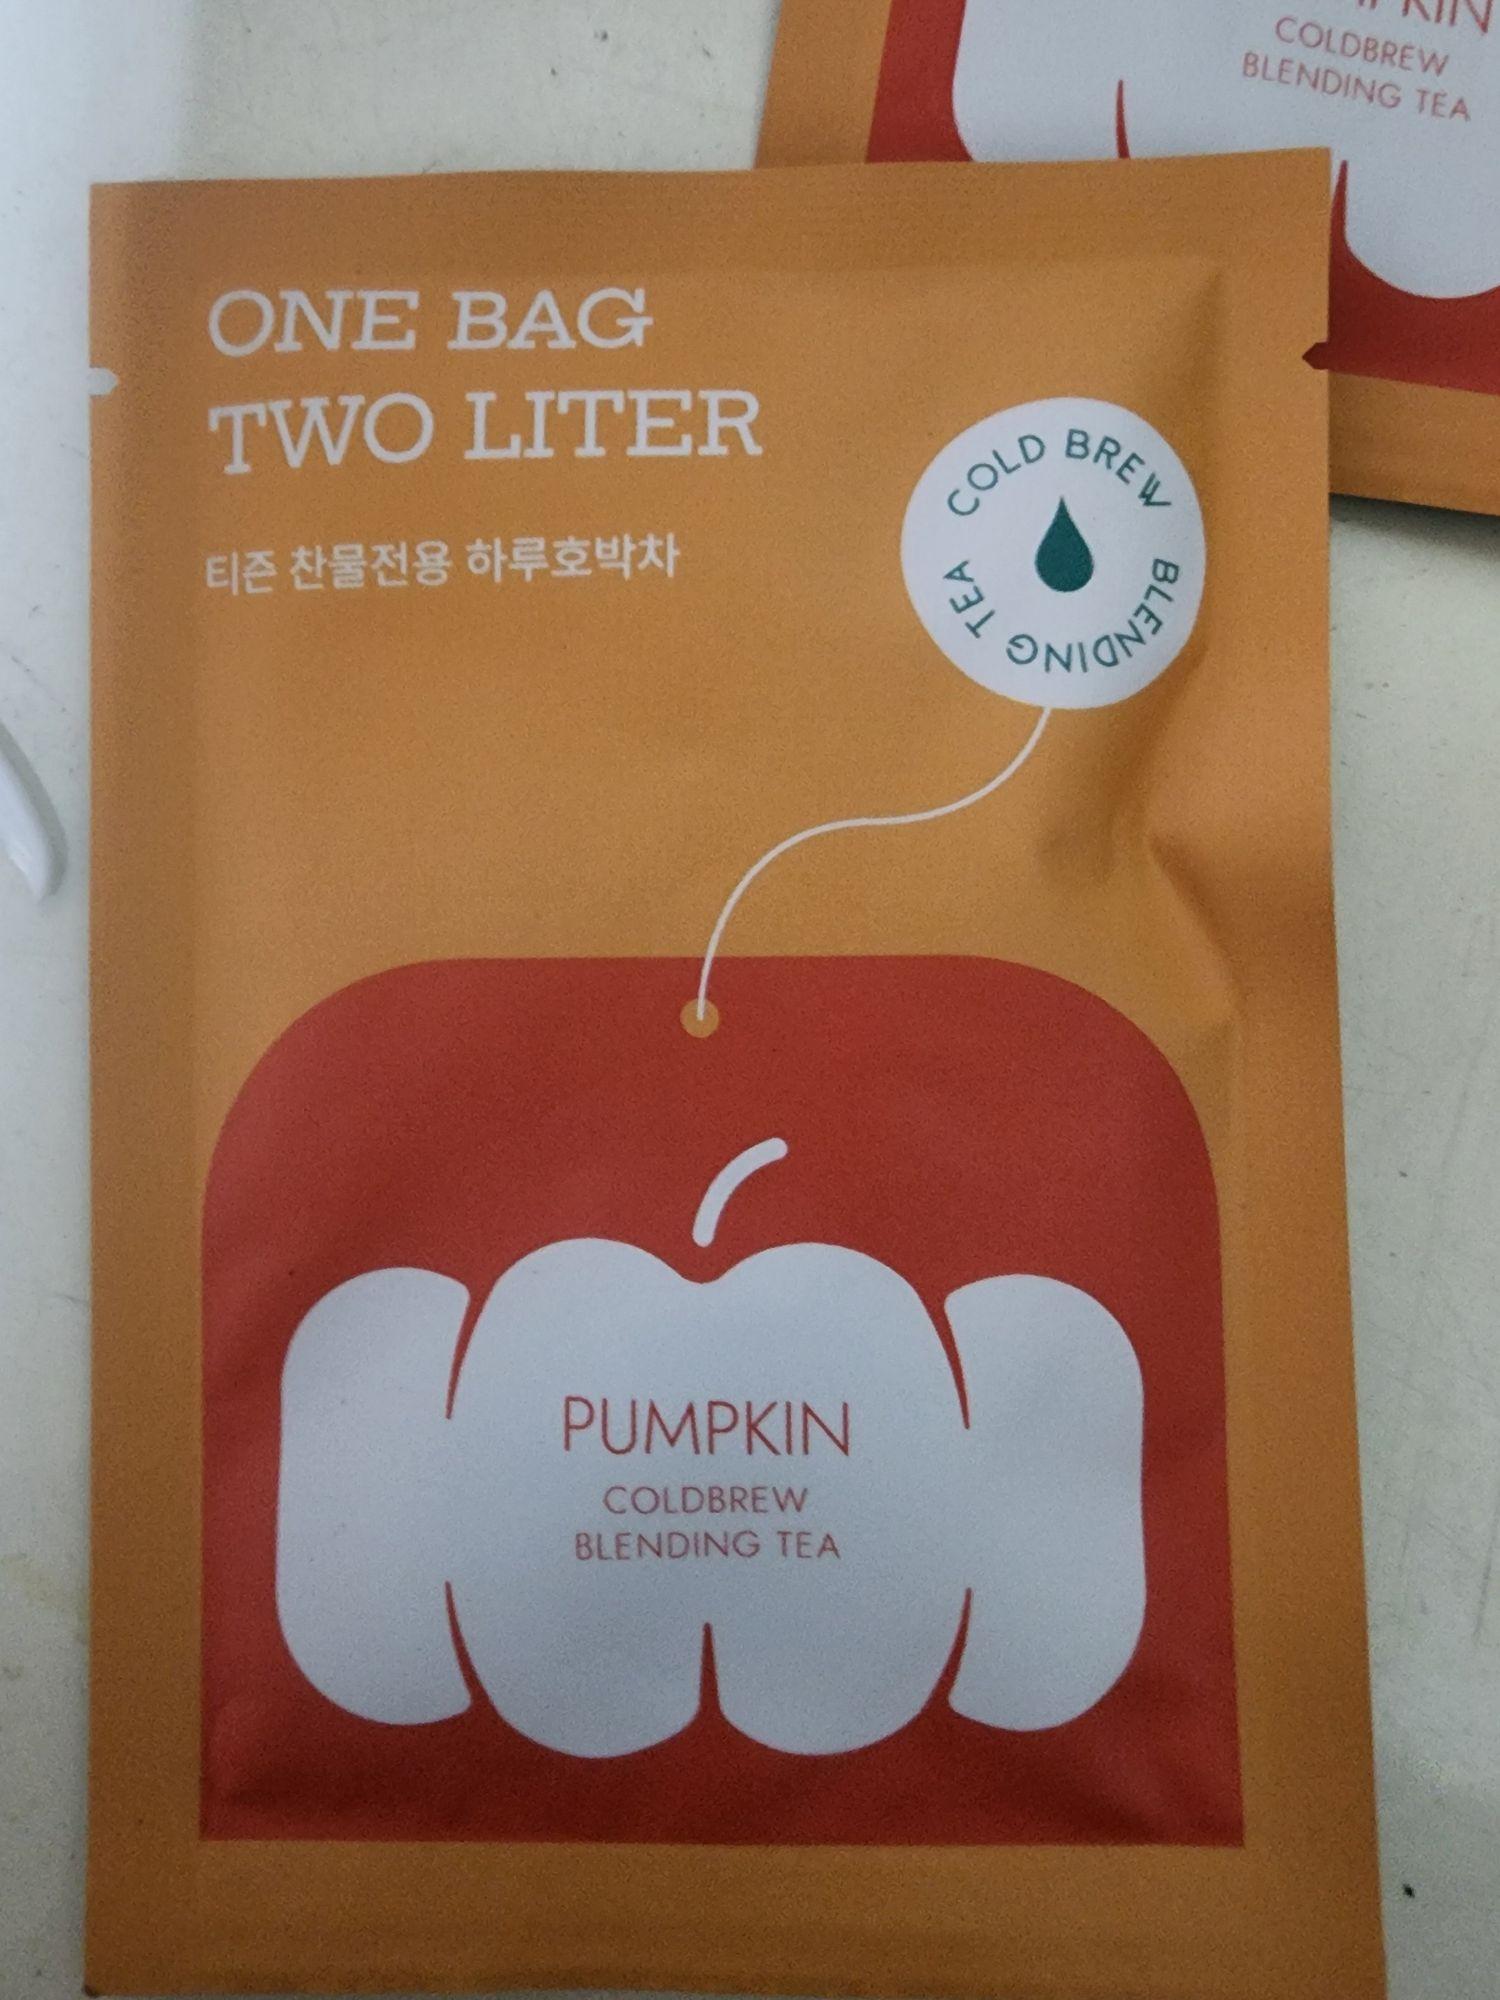 COLDBREW
BLENDING TEA
ONE BAG
TWO LITER
티즌 찬물전용 하루호박차
COLD BREW BLENDING TEA
PUMPKIN
COLDBREW
BLENDING TEA